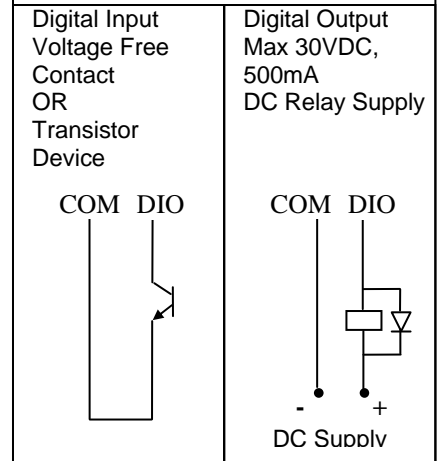 Digital Input
Voltage Free
Contact
OR
Transistor
Device
COM DIO
Digital Output
Max 30VDC,
500mA
DC Relay Supply
COM DIO
- +
DC Supply